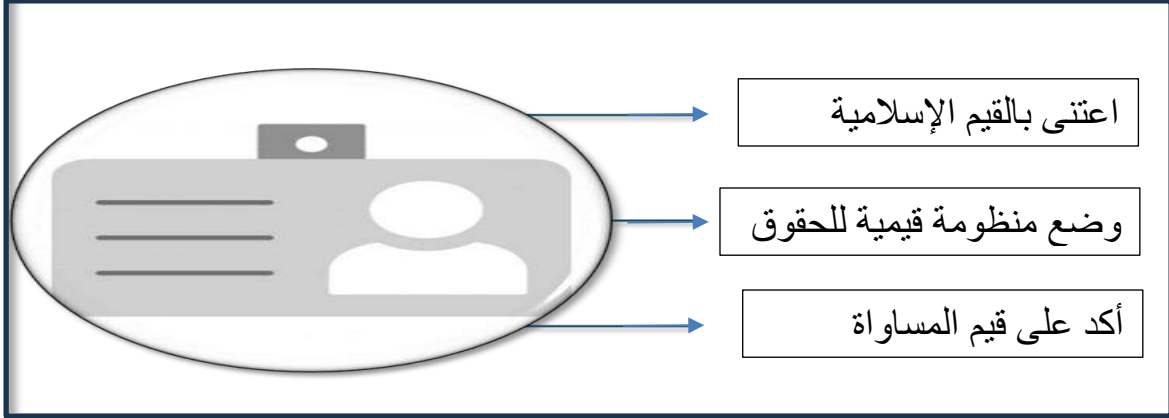 اعتنى بالقيم الإسلامية
وضع منظومة قيمية للحقوق
أكد على قيم المساواة